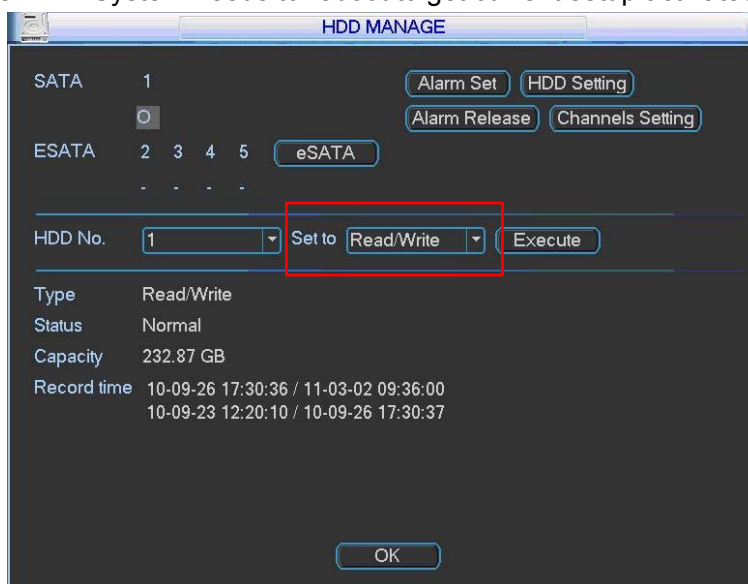 HDD MANAGE
SATA 1 Alarm Set HDD Setting
O Alarm Release Channels Setting
ESATA 2 3 4 5 eSATA
- - - -
HDD No. 1 Set to Read/Write Execute
Type Read/Write
Status Normal
Capacity 232.87 GB
Record time 10-09-26 17:30:36 / 11-03-02 09:36:00
10-09-23 12:20:10 / 10-09-26 17:30:37
OK